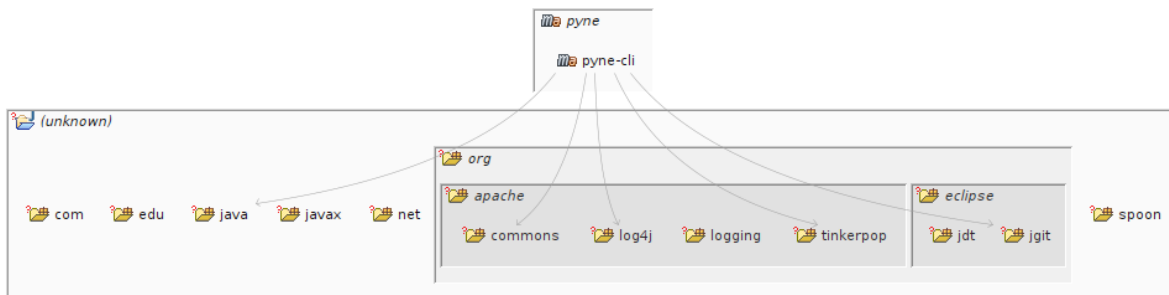 pyne
pyne-cli
(unknown)
org
apache
eclipse
com
edu
java
javax
net
commons
log4j
logging
tinkerpop
jdt
jgit
spoon